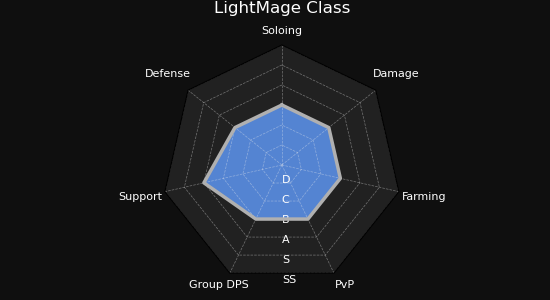 LightMage Class
Soloing
Defense
Damage
Support
Farming
D
C
B
A
S
SS
Group DPS
PvP